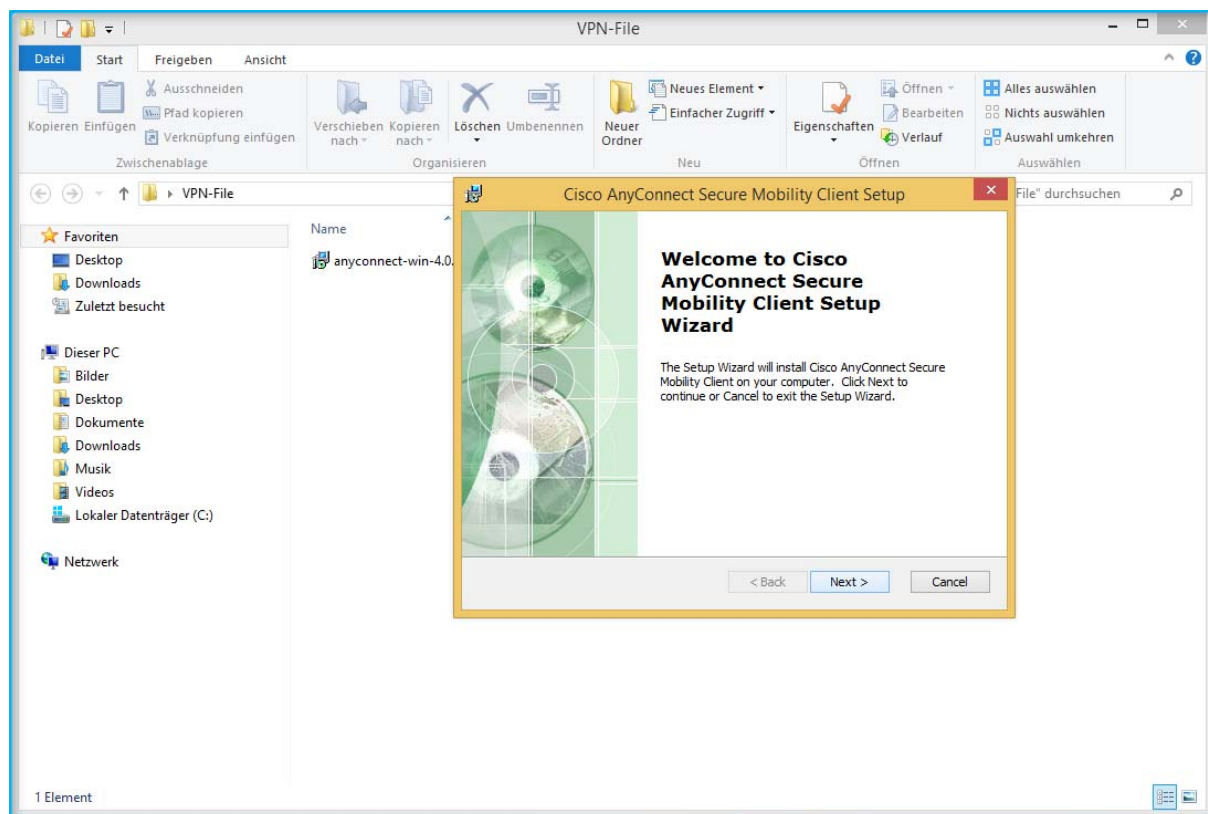 VPN-File
Datei Start Freigeben Ansicht
Kopieren
Einfügen
Ausschneiden
Pfad kopieren
Verknüpfung einfügen
Zwischenablage
Verschieben nach
Kopieren nach
Löschen
Umbenennen
Organisieren
Neuer Ordner
Neues Element
Einfacher Zugriff
Neu
Eigenschaften
Öffnen
Bearbeiten
Verlauf
Öffnen
Alles auswählen
Nichts auswählen
Auswahl umkehren
Auswählen
VPN-File
File" durchsuchen
Favoriten
Desktop
Downloads
Zuletzt besucht
Dieser PC
Bilder
Desktop
Dokumente
Downloads
Musik
Videos
Lokaler Datenträger (C:)
Netzwerk
Name
anyconnect-win-4.0.
Cisco AnyConnect Secure Mobility Client Setup
Welcome to Cisco
AnyConnect Secure
Mobility Client Setup
Wizard
The Setup Wizard will install Cisco AnyConnect Secure
Mobility Client on your computer. Click Next to
continue or Cancel to exit the Setup Wizard.
< Back Next > Cancel
1 Element